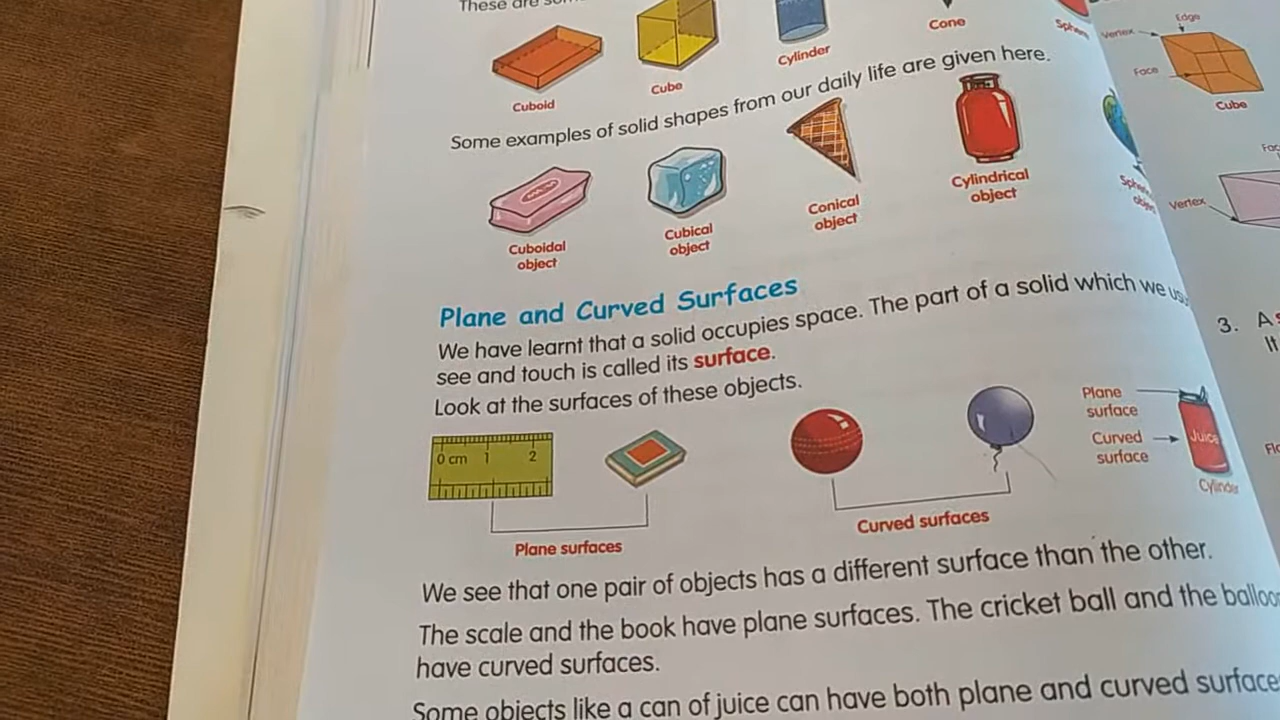 These are
Cuboid
Cube
Cylinder
Cone
Sphere
Some examples of solid shapes from our daily life are given here.
Cuboidal
object
Cubical
object
Conical
object
Cylindrical
object
Plane and Curved Surfaces
We have learnt that a solid occupies space. The part of a solid which we
see and touch is called its surface.
Look at the surfaces of these objects.
0 cm 1 2
Plane surfaces
Curved surfaces
Plane
surface
Curved
surface
Juice
Cylinder
We see that one pair of objects has a different surface than the other.
The scale and the book have plane surfaces. The cricket ball and the balloon
have curved surfaces.
Some objects like a can of juice can have both plane and curved surface
Edge
Vertex
Face
Cube
Vertex
3.
It